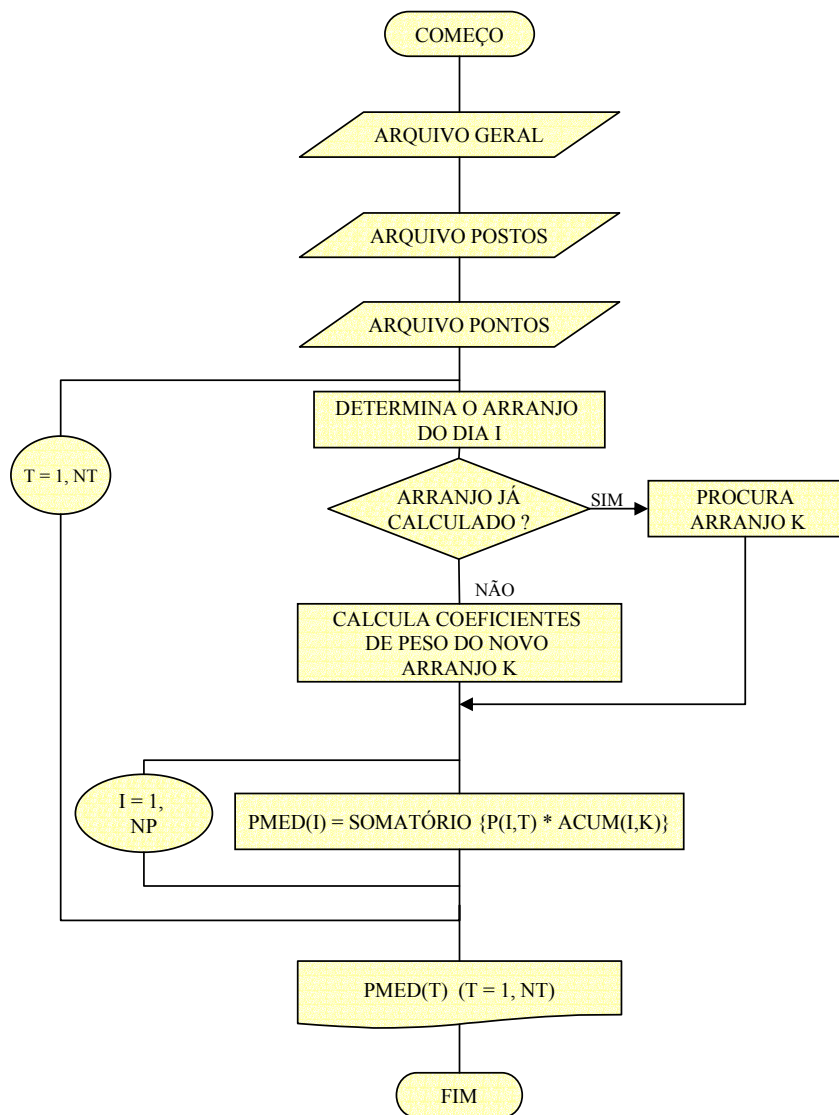 COMEÇO
ARQUIVO GERAL
ARQUIVO POSTOS
ARQUIVO PONTOS
DETERMINA O ARRANJO
DO DIA I
T = 1, NT
ARRANJO JÁ
CALCULADO ?
SIM
PROCURA
ARRANJO K
NÃO
CALCULA COEFICIENTES
DE PESO DO NOVO
ARRANJO K
I = 1,
NP
PMED(I) = SOMATÓRIO {P(I,T) * ACUM(I,K)}
PMED(T) (T = 1, NT)
FIM